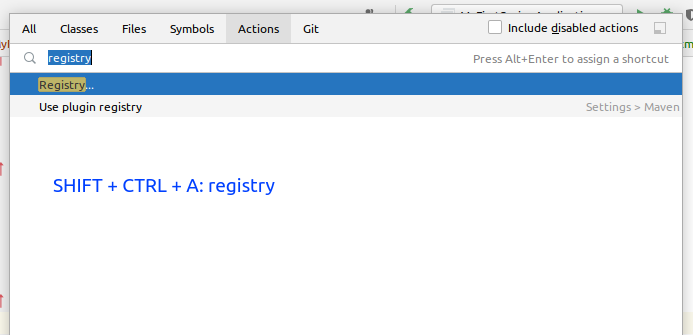 All Classes Files Symbols Actions Git Include disabled actions
registry Press Alt+Enter to assign a shortcut
Registry...
Use plugin registry Settings > Maven
SHIFT + CTRL + A: registry